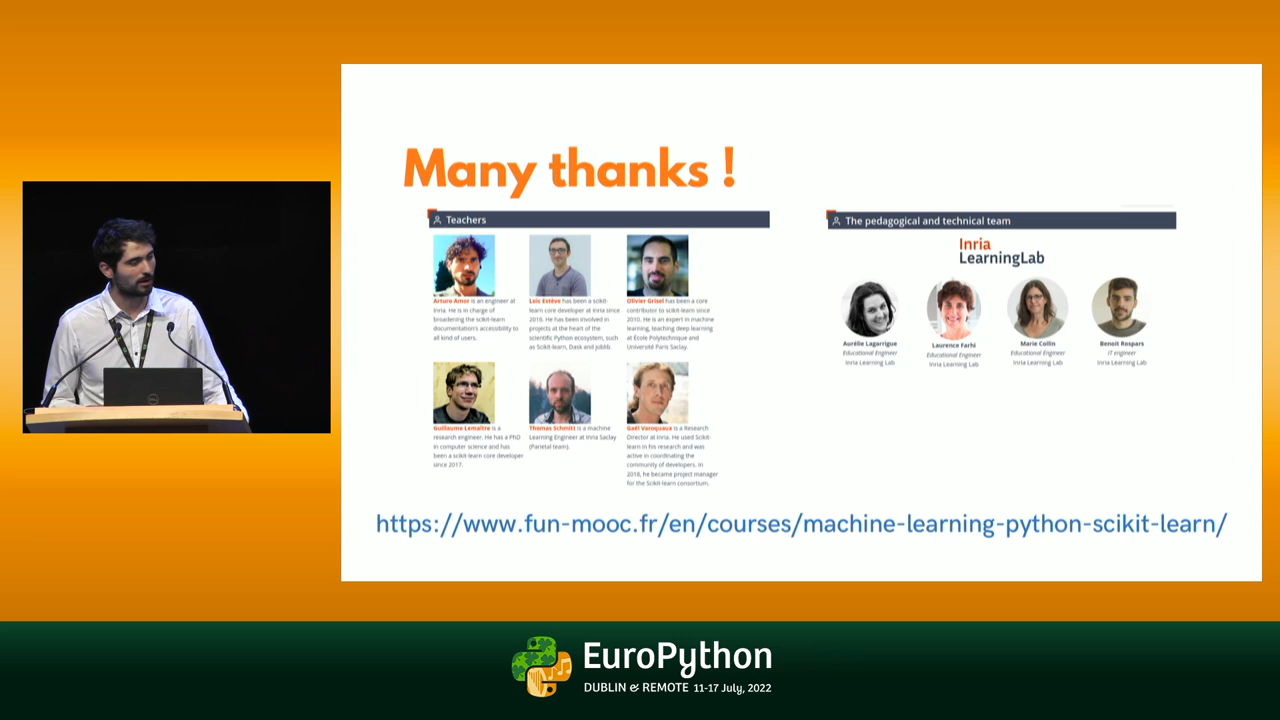 Many thanks !
Teachers
Arturo Amor is an engineer at
Inria. He is in charge of
broadening the scikit-learn
documentation's accessibility to
all kind of users.
Loïc Estève has been a scikit-
learn core developer at Inria since
2016. He has been involved in
projects at the heart of the
scientific Python ecosystem, such
as Scikit-learn, Dask and joblib.
Olivier Grisel has been a core
contributor to scikit-learn since
2010. He is an expert in machine
learning, teaching deep learning
at École Polytechnique and
Université Paris Saclay.
Guillaume Lemaître is a
research engineer. He has a PhD
in computer science and has
been a scikit-learn core developer
since 2017.
Thomas Schmitt is a machine
Learning Engineer at Inria Saclay
(Parietal team).
Gaël Varoquaux is a Research
Director at Inria. He used Scikit-
learn in his research and was
active in coordinating the
community of developers. In
2018, he became project manager
for the Scikit-learn consortium.
The pedagogical and technical team
Inria
LearningLab
Aurélie Lagarrigue
Educational Engineer
Inria Learning Lab
Laurence Farhi
Educational Engineer
Inria Learning Lab
Marie Collin
Educational Engineer
Inria Learning Lab
Benoit Rospars
IT engineer
Inria Learning Lab
https://www.fun-mooc.fr/en/courses/machine-learning-python-scikit-learn/
DELL
EuroPython
DUBLIN & REMOTE 11-17 July, 2022